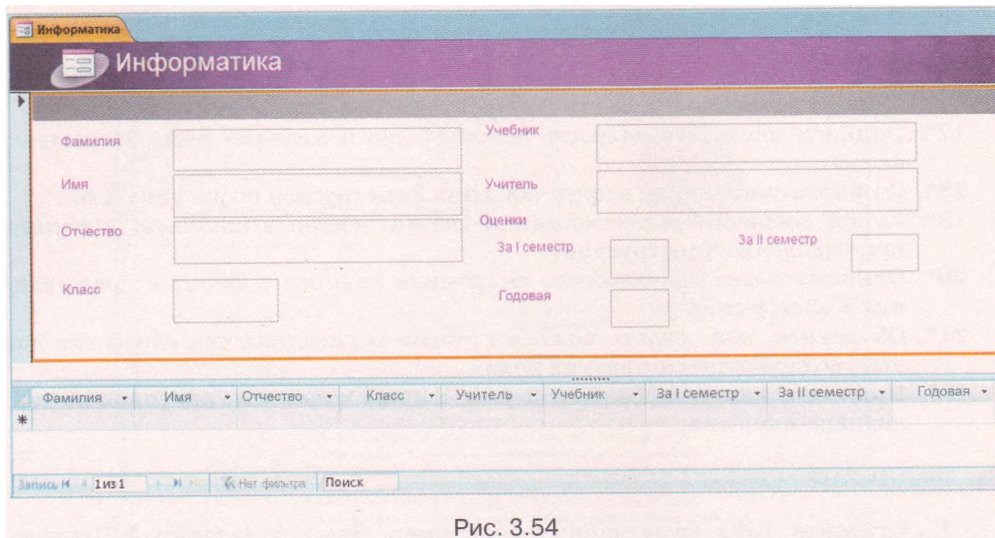 Информатика
Информатика
Фамилия
Учебник
Имя
Учитель
Отчество
Оценки
За I семестр
За II семестр
Класс
Годовая
Фамилия Имя Отчество Класс Учитель Учебник За I семестр За II семестр Годовая
Запись 1 из 1 Нет фильтра Поиск
Рис. 3.54